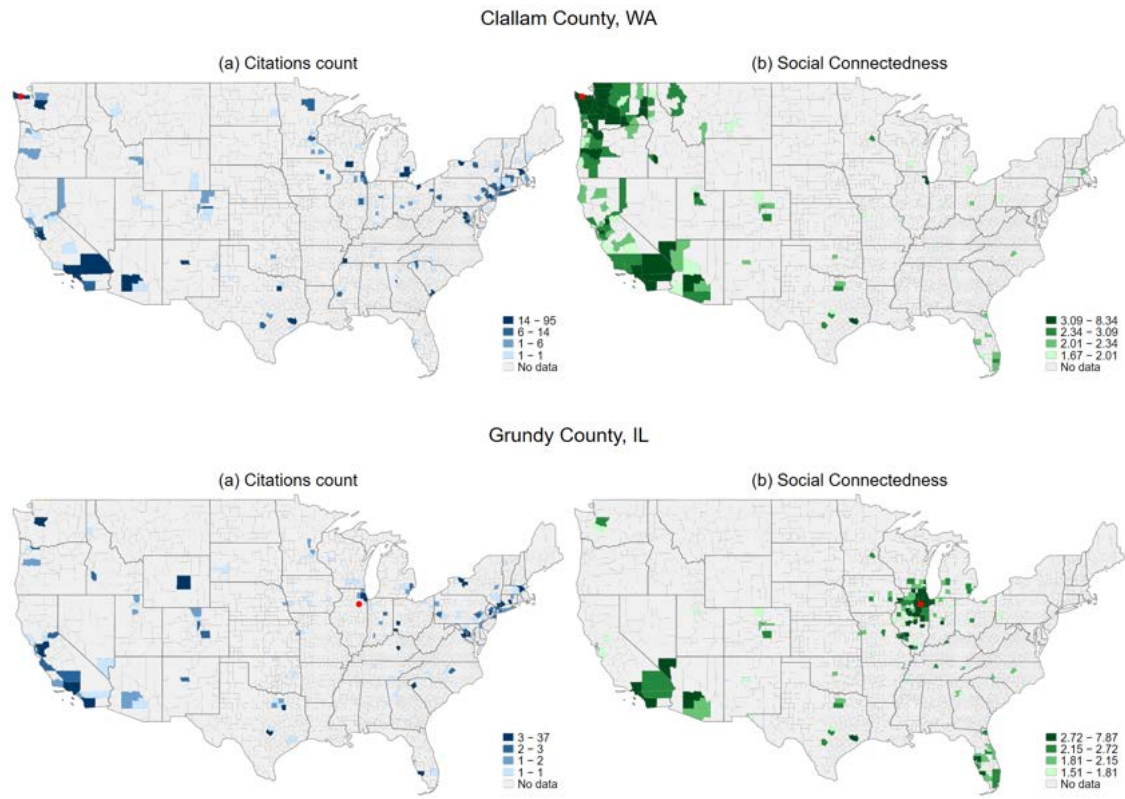 Clallam County, WA
(a) Citations count
(b) Social Connectedness
14 – 95
6 – 14
1 – 6
1 – 1
No data
3.09 – 8.34
2.34 – 3.09
2.01 – 2.34
1.67 – 2.01
No data
Grundy County, IL
(a) Citations count
(b) Social Connectedness
3 – 37
2 – 3
1 – 2
1 – 1
No data
2.72 – 7.87
2.15 – 2.72
1.81 – 2.15
1.51 – 1.81
No data